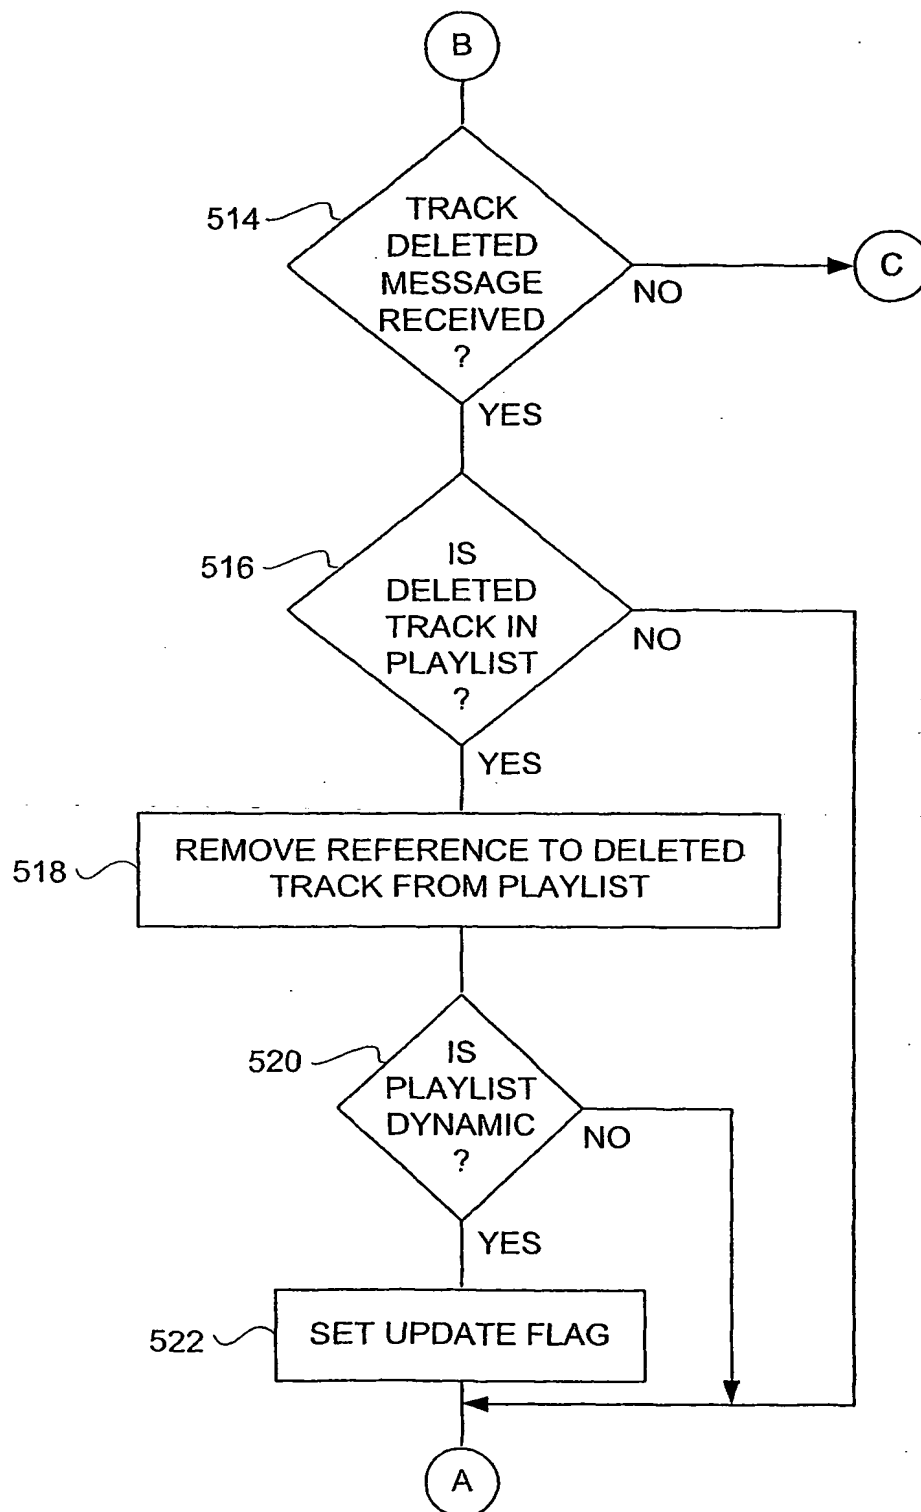 B
514
TRACK
DELETED
MESSAGE
RECEIVED
?
NO
C
YES
516
IS
DELETED
TRACK IN
PLAYLIST
?
NO
YES
518
REMOVE REFERENCE TO DELETED
TRACK FROM PLAYLIST
520
IS
PLAYLIST
DYNAMIC
?
NO
YES
522
SET UPDATE FLAG
A